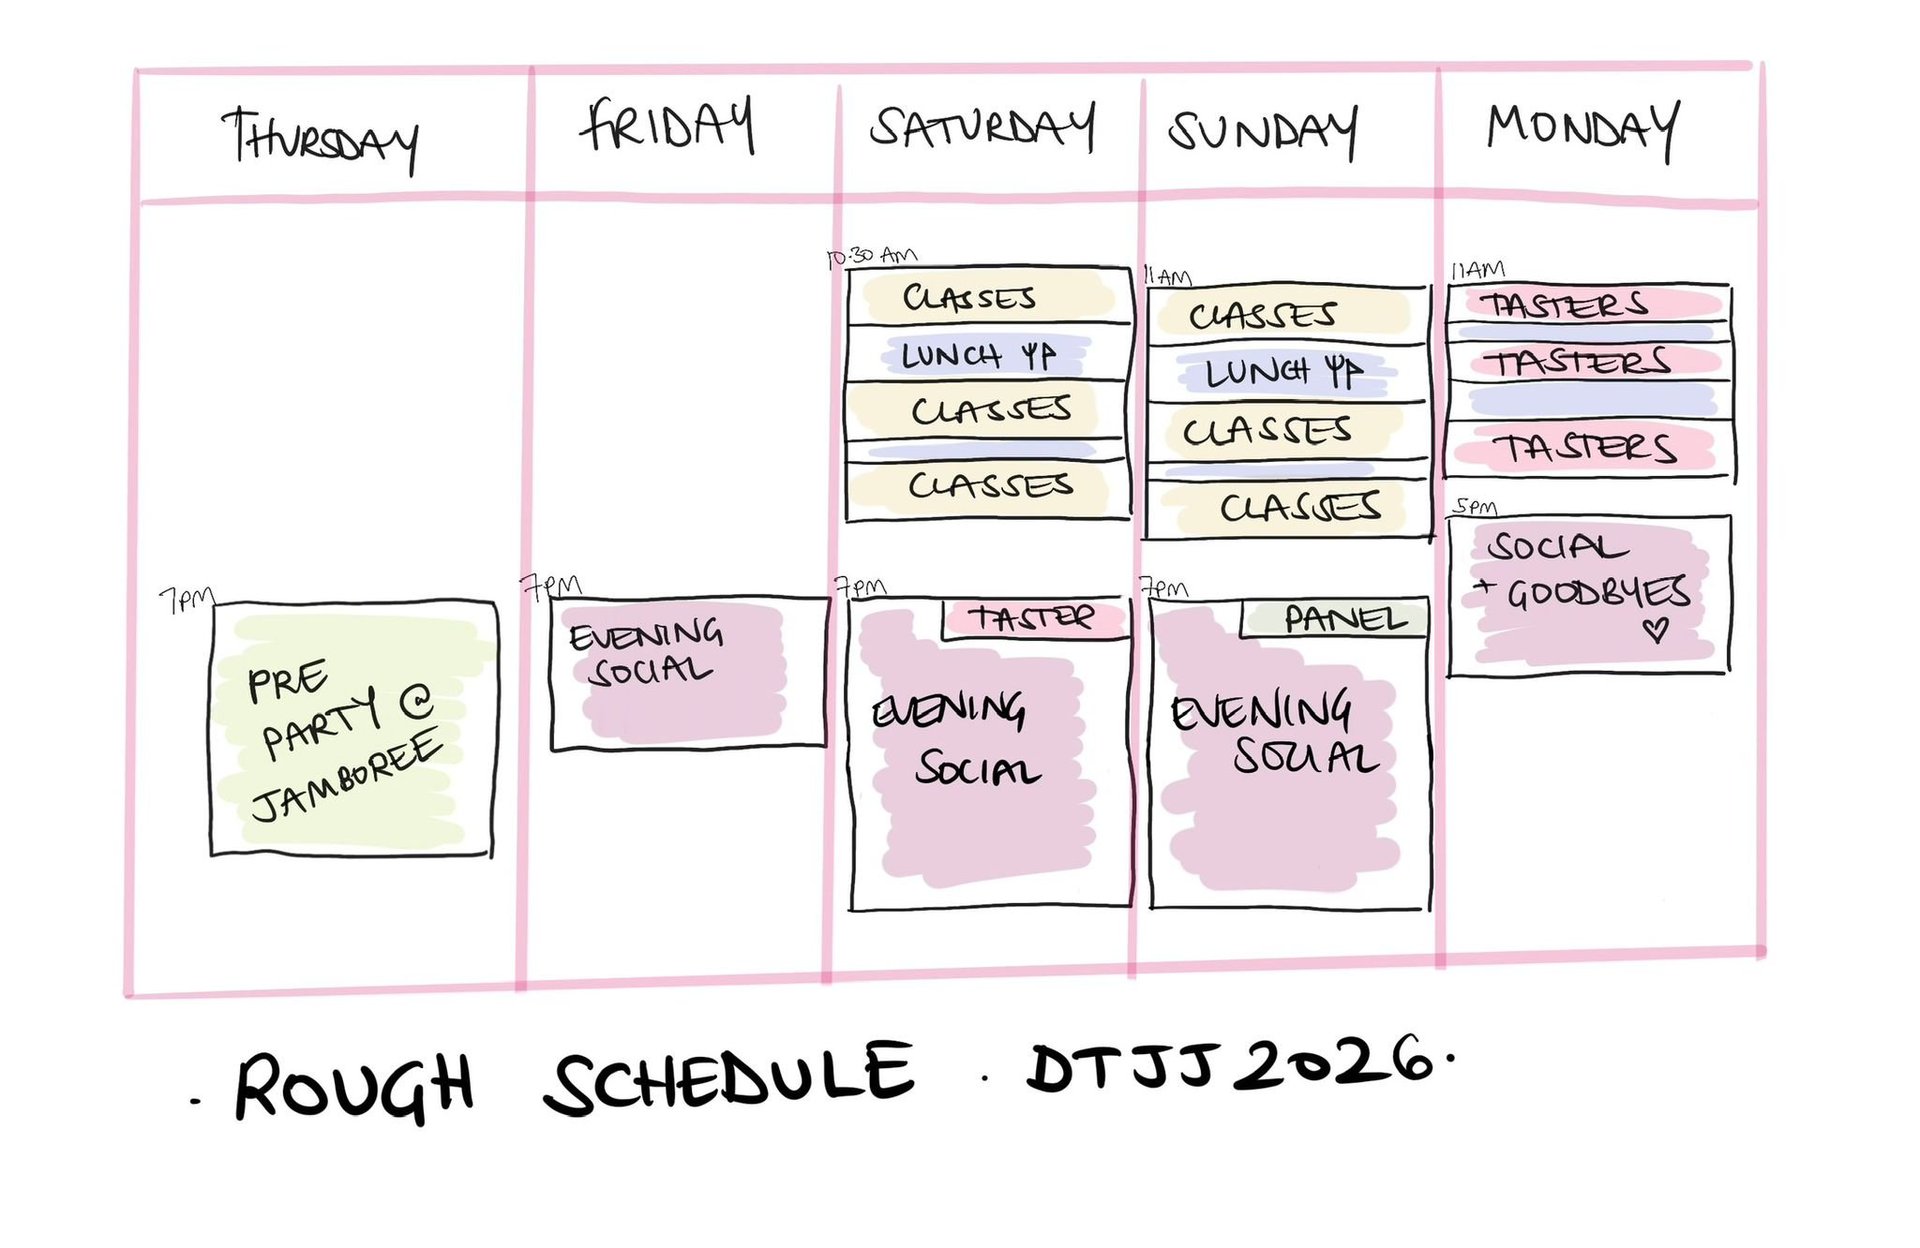 THURSDAY
FRIDAY
SATURDAY
SUNDAY
MONDAY
7PM
PRE
PARTY @
JAMBOREE
7PM
EVENING
SOCIAL
10.30 AM
CLASSES
LUNCH
CLASSES
CLASSES
7PM
TASTER
EVENING
SOCIAL
11AM
CLASSES
LUNCH
CLASSES
CLASSES
7PM
PANEL
EVENING
SOCIAL
11AM
TASTERS
TASTERS
TASTERS
5PM
SOCIAL
+ GOODBYES
♡
. ROUGH SCHEDULE . DTJJ 2026.